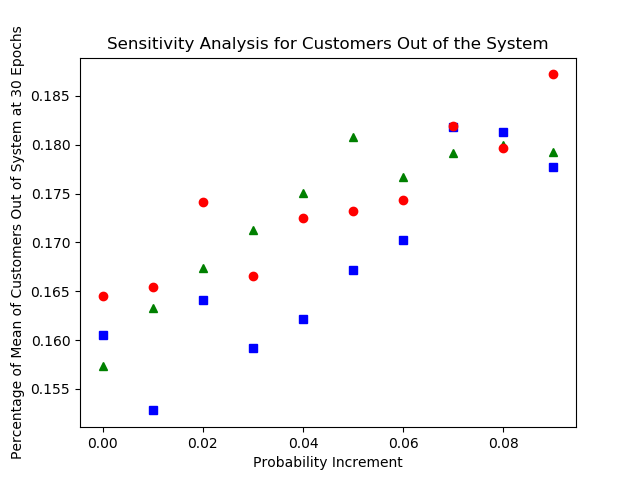 Sensitivity Analysis for Customers Out of the System
Percentage of Mean of Customers Out of System at 30 Epochs
0.185
0.180
0.175
0.170
0.165
0.160
0.155
0.00 0.02 0.04 0.06 0.08
Probability Increment